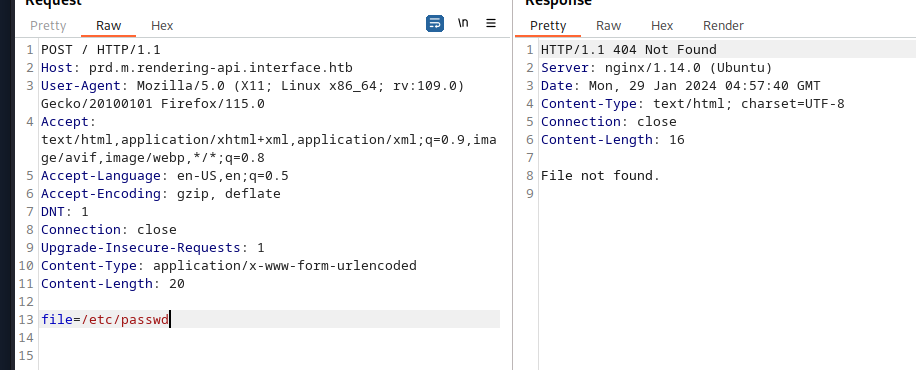 Request
Pretty Raw Hex
\n
1 POST / HTTP/1.1
2 Host: prd.m.rendering-api.interface.htb
3 User-Agent: Mozilla/5.0 (X11; Linux x86_64; rv:109.0)
Gecko/20100101 Firefox/115.0
4 Accept:
text/html,application/xhtml+xml,application/xml;q=0.9,ima
ge/avif,image/webp,*/*;q=0.8
5 Accept-Language: en-US,en;q=0.5
6 Accept-Encoding: gzip, deflate
7 DNT: 1
8 Connection: close
9 Upgrade-Insecure-Requests: 1
10 Content-Type: application/x-www-form-urlencoded
11 Content-Length: 20
12
13 file=/etc/passwd
14
15
Response
Pretty Raw Hex Render
1 HTTP/1.1 404 Not Found
2 Server: nginx/1.14.0 (Ubuntu)
3 Date: Mon, 29 Jan 2024 04:57:40 GMT
4 Content-Type: text/html; charset=UTF-8
5 Connection: close
6 Content-Length: 16
7
8 File not found.
9